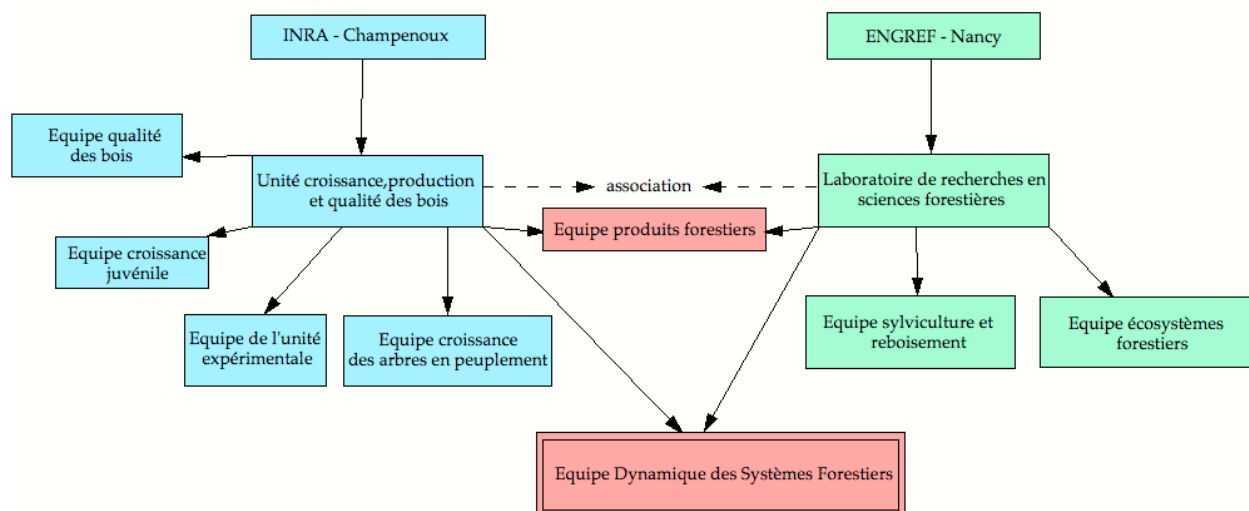 INRA - Champenoux
ENGREF - Nancy
Equipe qualité
des bois
Unité croissance,production
et qualité des bois
association
Laboratoire de recherches en
sciences forestières
Equipe produits forestiers
Equipe croissance
juvénile
Equipe de l'unité
expérimentale
Equipe croissance
des arbres en peuplement
Equipe sylviculture et
reboisement
Equipe écosystèmes
forestiers
Equipe Dynamique des Systèmes Forestiers